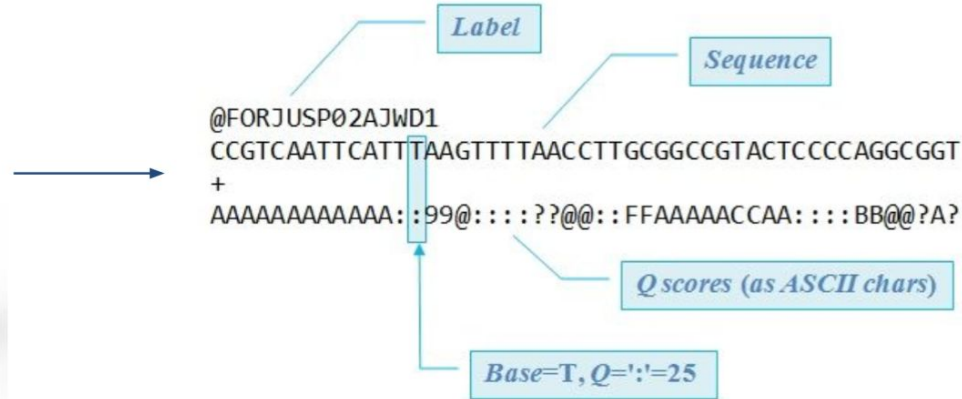 Label
Sequence
@FORJUSP02AJWD1
CCGTCAATTCATTTAAGTTTTAACCTTGCGGCCGTACTCCCCAGGCGGT
+
AAAAAAAAAAAA::99@::::??@@::FFAAAAACCAA::::BB@@?A?
Q scores (as ASCII chars)
Base=T, Q=':'=25